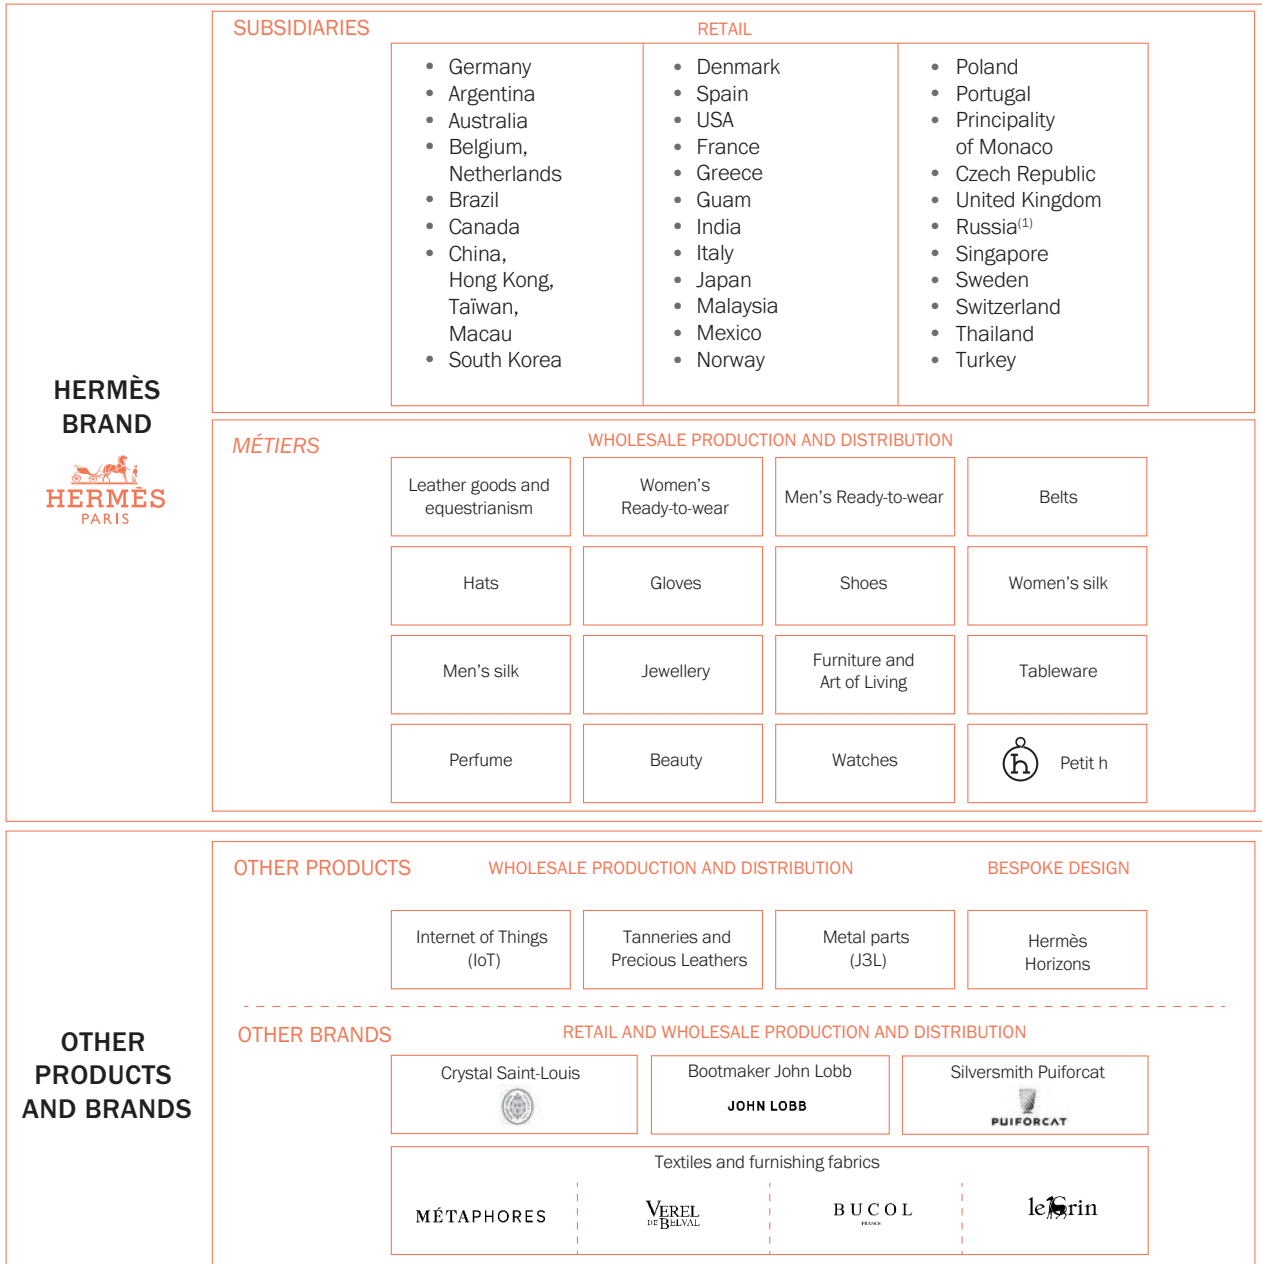 HERMÈS
BRAND
HERMÈS
PARIS
SUBSIDIARIES
RETAIL
• Germany
• Argentina
• Australia
• Belgium,
Netherlands
• Brazil
• Canada
• China,
Hong Kong,
Taïwan,
Macau
• South Korea
• Denmark
• Spain
• USA
• France
• Greece
• Guam
• India
• Italy
• Japan
• Malaysia
• Mexico
• Norway
• Poland
• Portugal
• Principality
of Monaco
• Czech Republic
• United Kingdom
• Russia(1)
• Singapore
• Sweden
• Switzerland
• Thailand
• Turkey
MÉTIERS
WHOLESALE PRODUCTION AND DISTRIBUTION
Leather goods and
equestrianism
Women’s
Ready-to-wear
Men’s Ready-to-wear
Belts
Hats
Gloves
Shoes
Women’s silk
Men’s silk
Jewellery
Furniture and
Art of Living
Tableware
Perfume
Beauty
Watches
h
Petit h
OTHER
PRODUCTS
AND BRANDS
OTHER PRODUCTS
WHOLESALE PRODUCTION AND DISTRIBUTION
BESPOKE DESIGN
Internet of Things
(IoT)
Tanneries and
Precious Leathers
Metal parts
(J3L)
Hermès
Horizons
OTHER BRANDS
RETAIL AND WHOLESALE PRODUCTION AND DISTRIBUTION
Crystal Saint-Louis
Bootmaker John Lobb
JOHN LOBB
Silversmith Puiforcat
PUIFORCAT
Textiles and furnishing fabrics
MÉTAPHORES
VEREL
DE BELVAL
BUCOL
FRANCE
le Crin